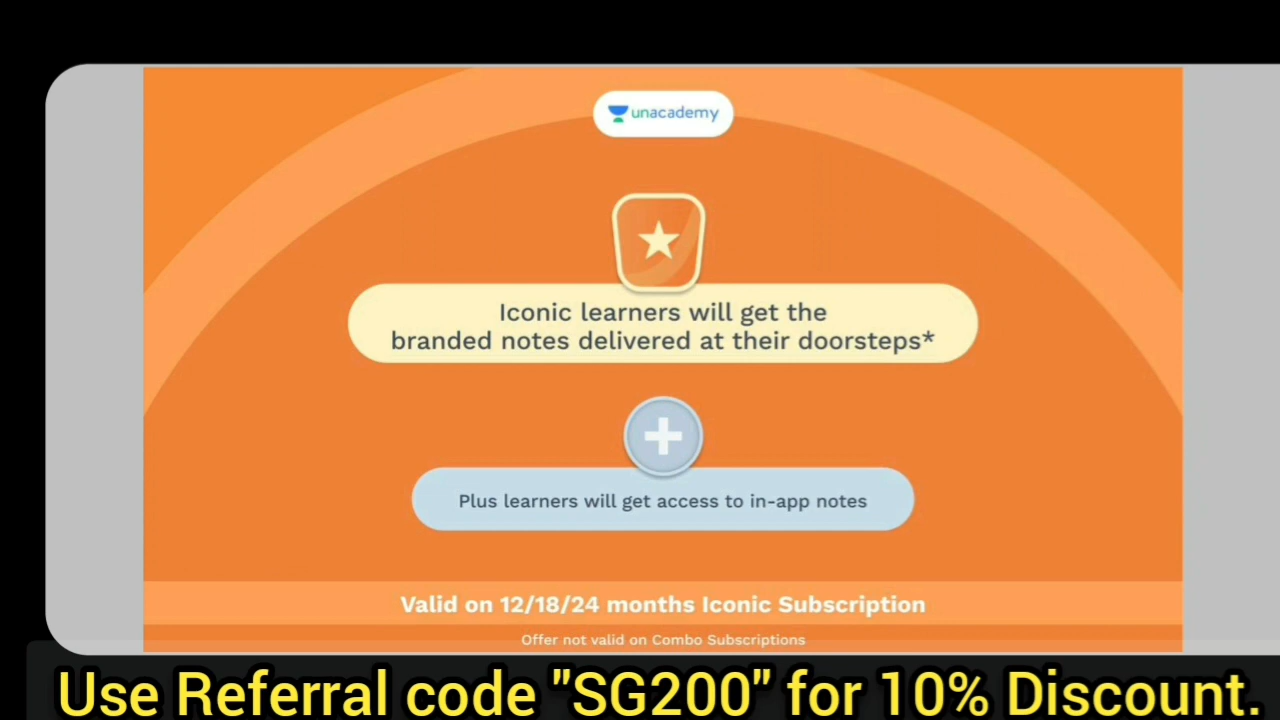 unacademy
Iconic learners will get the
branded notes delivered at their doorsteps*
Plus learners will get access to in-app notes
Valid on 12/18/24 months Iconic Subscription
Offer not valid on Combo Subscriptions
Use Referral code "SG200" for 10% Discount.